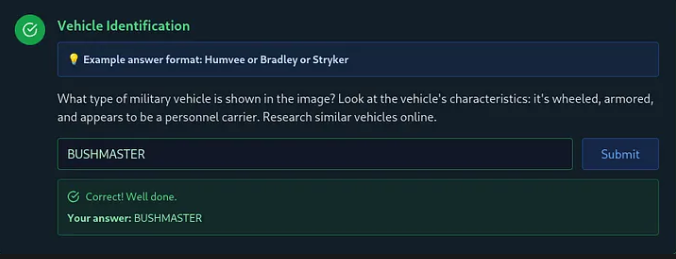 Vehicle Identification
💡 Example answer format: Humvee or Bradley or Stryker
What type of military vehicle is shown in the image? Look at the vehicle's characteristics: it's wheeled, armored,
and appears to be a personnel carrier. Research similar vehicles online.
BUSHMASTER
Submit
Correct! Well done.
Your answer: BUSHMASTER